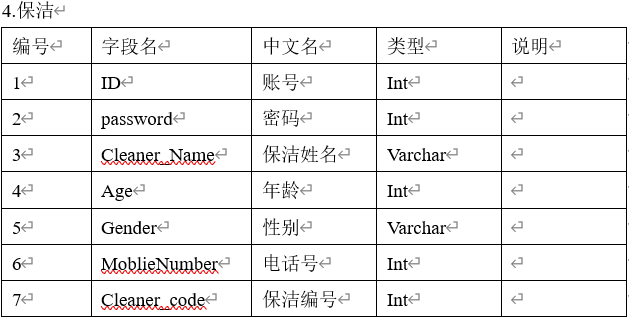 4.保洁
编号 字段名 中文名 类型 说明
1 ID 账号 Int
2 password 密码 Int
3 Cleaner_Name 保洁姓名 Varchar
4 Age 年龄 Int
5 Gender 性别 Varchar
6 MoblieNumber 电话号 Int
7 Cleaner_code 保洁编号 Int